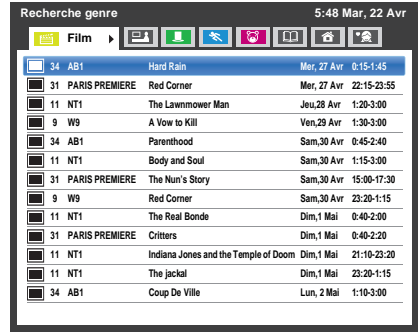 Recherche genre 5:48 Mar, 22 Avr
Film
34 AB1 Hard Rain Mer, 27 Avr 0:15-1:45
31 PARIS PREMIERE Red Corner Mer, 27 Avr 22:15-23:55
11 NT1 The Lawnmower Man Jeu,28 Avr 1:20-3:00
9 W9 A Vow to Kill Ven,29 Avr 1:30-3:00
34 AB1 Parenthood Sam,30 Avr 0:45-2:40
11 NT1 Body and Soul Sam,30 Avr 1:15-3:00
31 PARIS PREMIERE The Nun's Story Sam,30 Avr 15:00-17:30
9 W9 Red Corner Sam,30 Avr 23:20-1:15
11 NT1 The Real Bonde Dim,1 Mai 0:40-2:00
31 PARIS PREMIERE Critters Dim,1 Mai 0:40-2:20
11 NT1 Indiana Jones and the Temple of Doom Dim,1 Mai 21:10-23:20
11 NT1 The jackal Dim,1 Mai 23:20-1:15
34 AB1 Coup De Ville Lun, 2 Mai 1:10-3:00